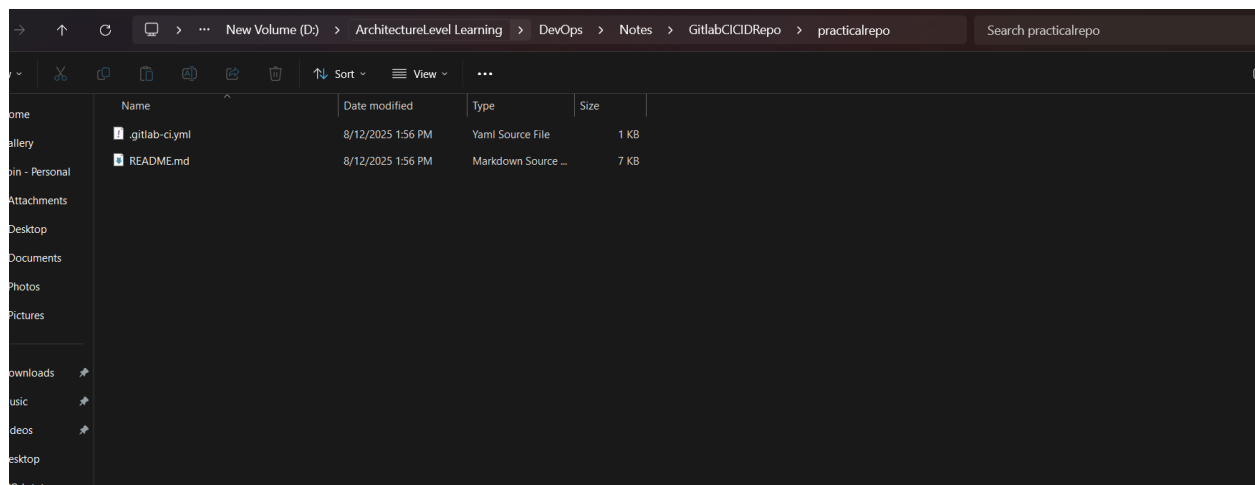 New Volume (D:) > ArchitectureLevel Learning > DevOps > Notes > GitlabCICIDRepo > practicalrepo
Search practicalrepo
Sort
View
Name Date modified Type Size
.gitlab-ci.yml 8/12/2025 1:56 PM Yaml Source File 1 KB
README.md 8/12/2025 1:56 PM Markdown Source ... 7 KB
ome
allery
bin - Personal
Attachments
Desktop
Documents
Photos
Pictures
ownloads
usic
deos
esktop